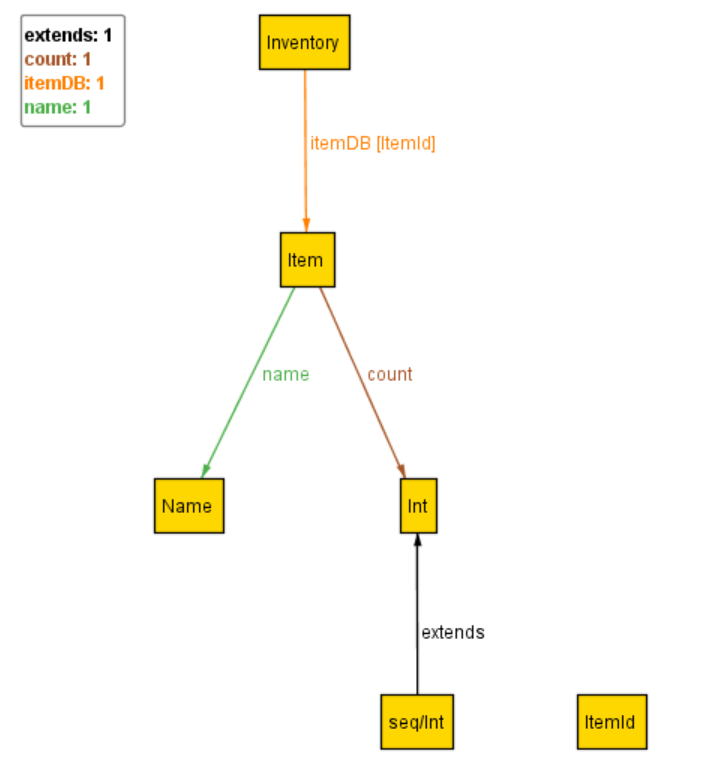 extends: 1
count: 1
itemDB: 1
name: 1
Inventory
itemDB [ItemId]
Item
name
count
Name
Int
extends
seq/Int
ItemId